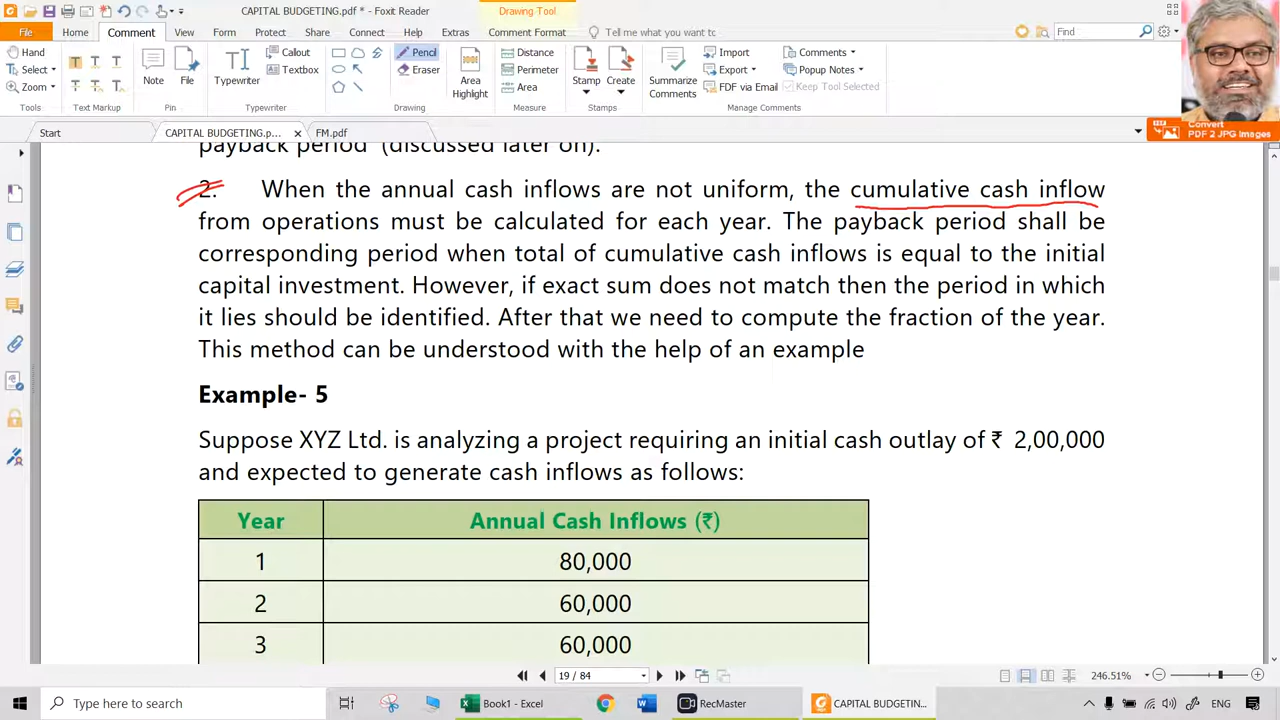 CAPITAL BUDGETING.pdf * - Foxit Reader
Drawing Tool
File Home Comment View Form Protect Share Connect Help Extras Comment Format Tell me what you want to Find
Hand
Select
Zoom
Tools
Text Markup
Note
File
Pin
Typewriter
Callout
Textbox
Typewriter
Pencil
Eraser
Drawing
Area Highlight
Distance
Perimeter
Area
Measure
Stamp
Create
Stamps
Summarize Comments
Import
Export
FDF via Email
Comments
Popup Notes
Keep Tool Selected
Manage Comments
Convert
PDF 2 JPG Images
Start CAPITAL BUDGETING.p... × FM.pdf
payback period (discussed later on).
2. When the annual cash inflows are not uniform, the cumulative cash inflow
from operations must be calculated for each year. The payback period shall be
corresponding period when total of cumulative cash inflows is equal to the initial
capital investment. However, if exact sum does not match then the period in which
it lies should be identified. After that we need to compute the fraction of the year.
This method can be understood with the help of an example
Example- 5
Suppose XYZ Ltd. is analyzing a project requiring an initial cash outlay of ₹ 2,00,000
and expected to generate cash inflows as follows:
Year Annual Cash Inflows (₹)
1 80,000
2 60,000
3 60,000
19 / 84
246.51%
Type here to search
Book1 - Excel
RecMaster
CAPITAL BUDGETIN...
ENG